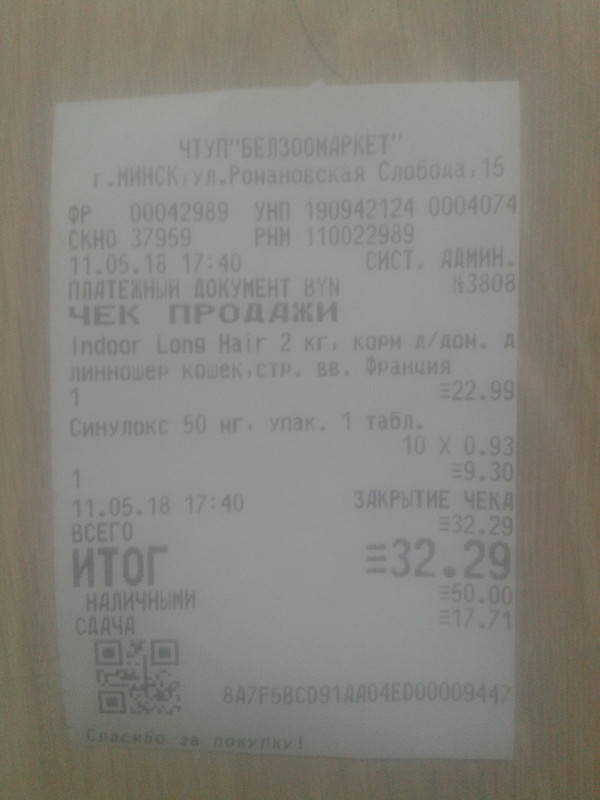 ЧТУП"БЕЛЗООМАРКЕТ"
г.МИНСК,ул.Романовская Слобода,15
ФР 00042989 УНП 190942124 0004074
СКНО 37959 РНМ 110022989
11.05.18 17:40 СИСТ. АДМИН.
ПЛАТЕЖНЫЙ ДОКУМЕНТ BYN №3808
ЧЕК ПРОДАЖИ
Indoor Long Hair 2 кг, корм д/дом. д
линношер кошек,стр. вв. Франция
1 ≡22.99
Синулокс 50 мг, упак. 1 табл.
10 X 0.93
1 ≡9.30
11.05.18 17:40 ЗАКРЫТИЕ ЧЕКА
ВСЕГО ≡32.29
ИТОГ ≡32.29
НАЛИЧНЫМИ ≡50.00
СДАЧА ≡17.71
8A7F5BCD91AA04ED00009447
Спасибо за покупку!